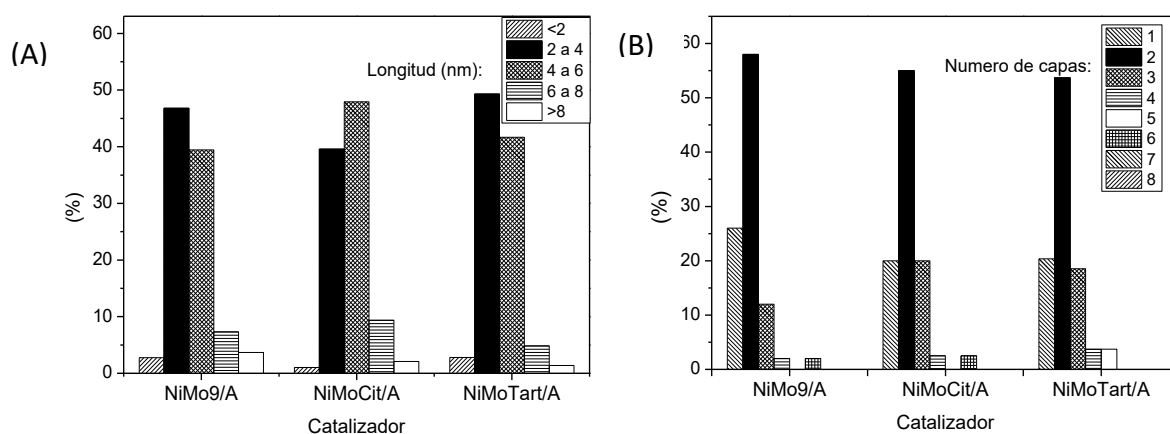 (A)
60
50
40
30
20
10
0
(%)
Longitud (nm):
<2
2 a 4
4 a 6
6 a 8
>8
NiMo9/A NiMoCit/A NiMoTart/A
Catalizador
(B)
60
50
40
30
20
10
0
(%)
Numero de capas:
1
2
3
4
5
6
7
8
NiMo9/A NiMoCit/A NiMoTart/A
Catalizador